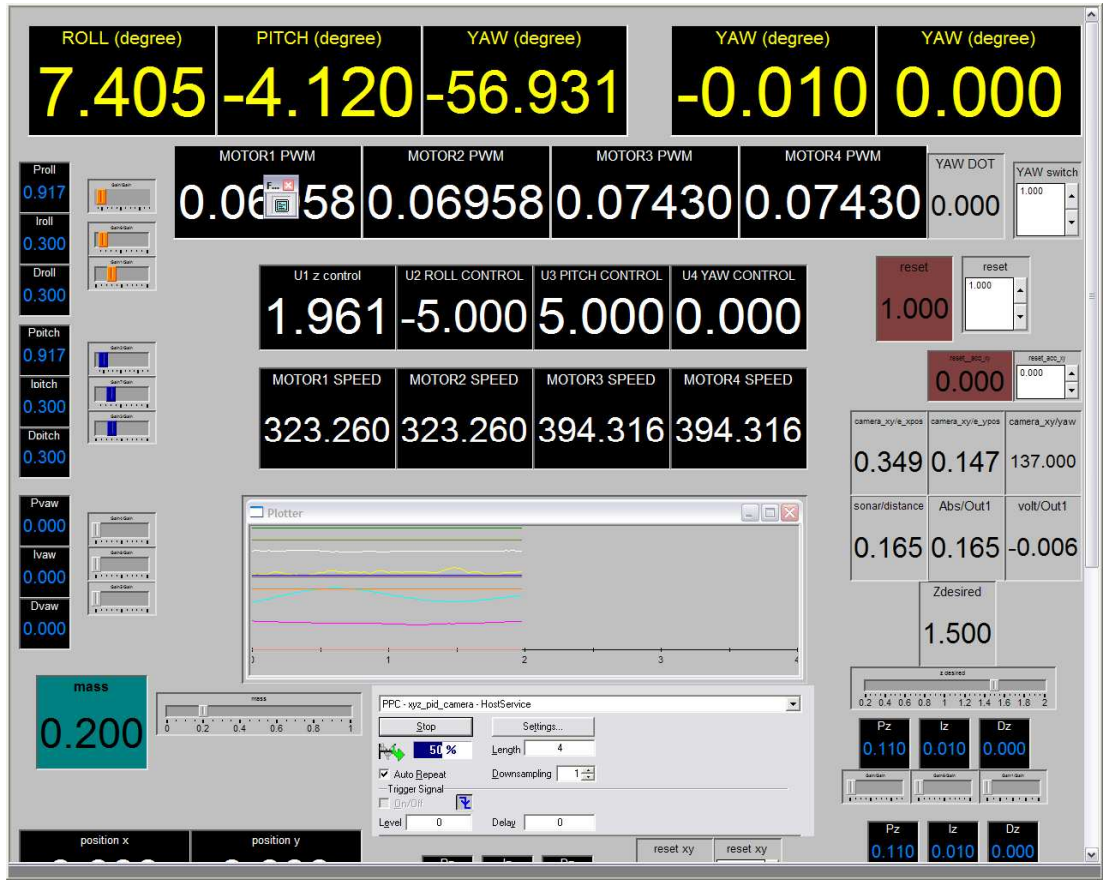 ROLL (degree) PITCH (degree) YAW (degree) YAW (degree) YAW (degree)
7.405 -4.120 -56.931 -0.010 0.000
MOTOR1 PWM MOTOR2 PWM MOTOR3 PWM MOTOR4 PWM YAW DOT YAW switch
F...
0.06 58 0.06958 0.07430 0.07430 0.000 1.000
Proll
0.917
Iroll
0.300
Droll
0.300
U1 z control U2 ROLL CONTROL U3 PITCH CONTROL U4 YAW CONTROL
1.961 -5.000 5.000 0.000
reset reset
1.000 1.000
Ppitch
0.917
Ipitch
0.300
Dpitch
0.300
MOTOR1 SPEED MOTOR2 SPEED MOTOR3 SPEED MOTOR4 SPEED
323.260 323.260 394.316 394.316
reset_acc_xy reset_acc_xy
0.000 0.000
camera_xy/e_xpos camera_xy/e_ypos camera_xy/yaw
0.349 0.147 137.000
sonar/distance Abs/Out1 volt/Out1
0.165 0.165 -0.006
Pyaw
0.000
Iyaw
0.000
Dyaw
0.000
Plotter
1 2 3 4
Zdesired
1.500
z desired
0.2 0.4 0.6 0.8 1 1.2 1.4 1.6 1.8 2
mass
0.200
mass
0 0.2 0.4 0.6 0.8 1
PPC - xyz_pid_camera - HostService
Stop Settings...
50 % Length 4
Auto Repeat Downsampling 1
Trigger Signal
On/Off
Level 0 Delay 0
Pz Iz Dz
0.110 0.010 0.000
Pz Iz Dz
0.110 0.010 0.000
position x position y
reset xy reset xy